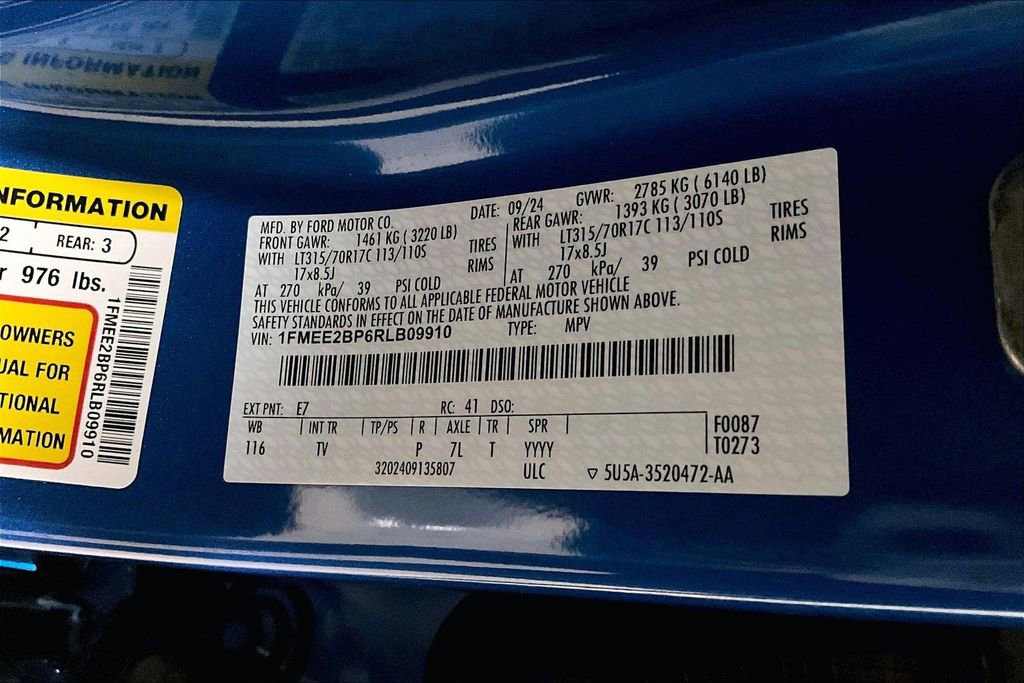 S INFORMATION
NFORMATION
2 REAR: 3
r 976 lbs.
OWNERS
UAL FOR
TIONAL
MATION
1FMEE2BP6RLB09910
MFD. BY FORD MOTOR CO. DATE: 09/24 GVWR: 2785 KG ( 6140 LB)
FRONT GAWR: 1461 KG ( 3220 LB) REAR GAWR: 1393 KG ( 3070 LB)
WITH LT315/70R17C 113/110S TIRES WITH LT315/70R17C 113/110S TIRES
17x8.5J RIMS 17x8.5J RIMS
AT 270 kPa/ 39 PSI COLD AT 270 kPa/ 39 PSI COLD
THIS VEHICLE CONFORMS TO ALL APPLICABLE FEDERAL MOTOR VEHICLE
SAFETY STANDARDS IN EFFECT ON THE DATE OF MANUFACTURE SHOWN ABOVE.
VIN: 1FMEE2BP6RLB09910 TYPE: MPV
EXT PNT: E7 RC: 41 DSO:
WB INT TR TP/PS R AXLE TR SPR F0087
116 TV P 7L T YYYY T0273
3202409135807 ULC ▽ 5U5A-3520472-AA